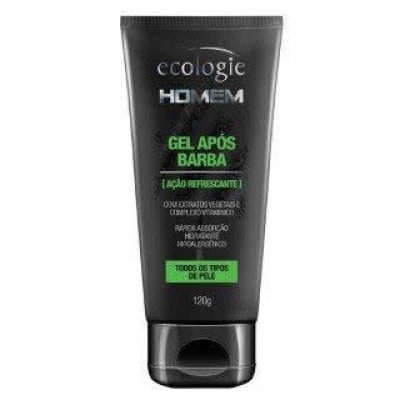 ecologie
HOMEM
GEL APÓS
BARBA
[ AÇÃO REFRESCANTE ]
COM EXTRATOS VEGETAIS E
COMPLEXO VITAMÍNICO
RÁPIDA ABSORÇÃO
HIDRATANTE
HIPOALERGÊNICO
TODOS OS TIPOS
DE PELE
120g